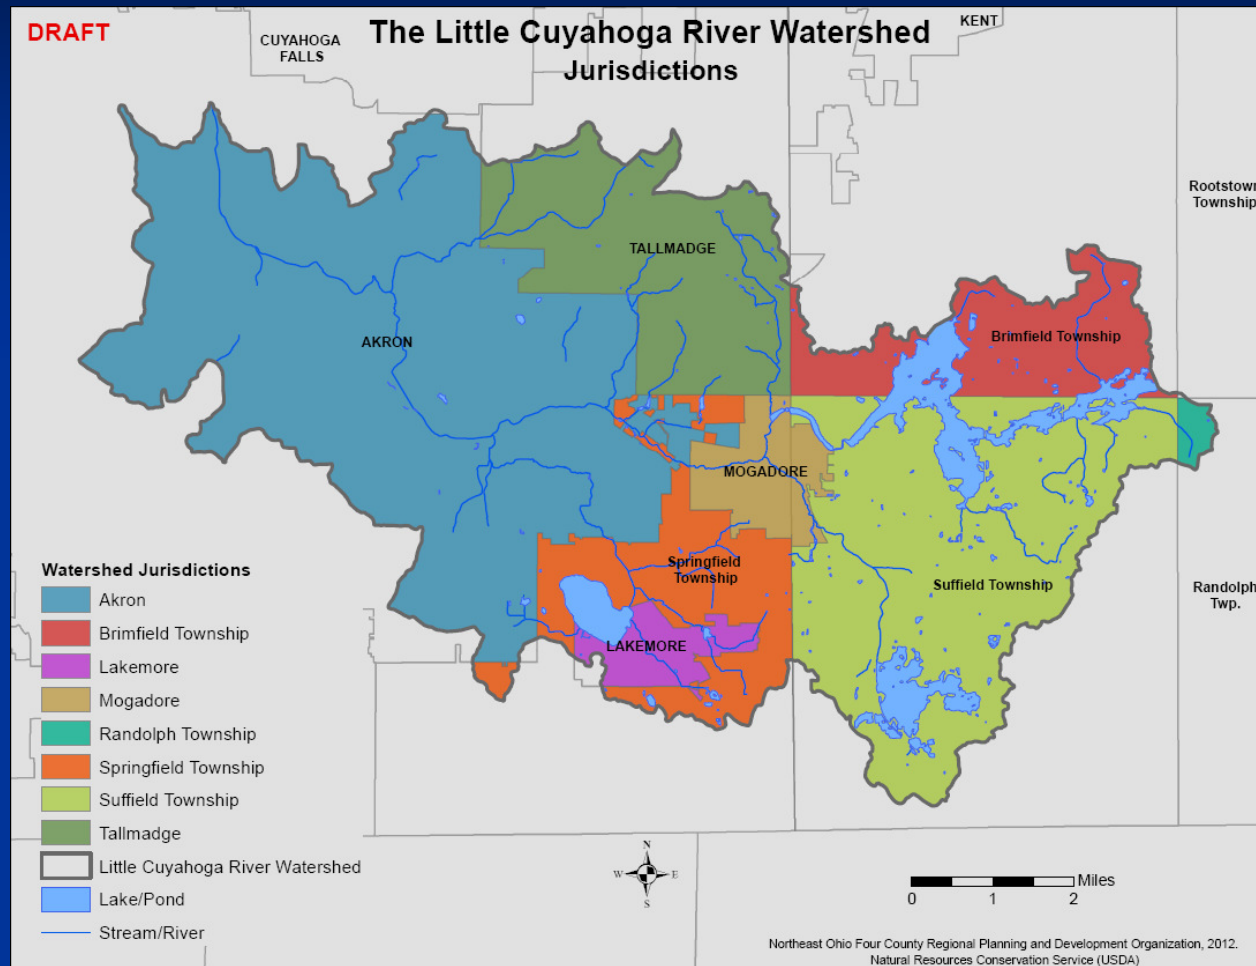 DRAFT
The Little Cuyahoga River Watershed
Jurisdictions
CUYAHOGA
FALLS
KENT
Rootstown
Township
TALLMADGE
AKRON
Brimfield Township
MOGADORE
Springfield
Township
Suffield Township
Randolph
Twp.
LAKEMORE
Watershed Jurisdictions
Akron
Brimfield Township
Lakemore
Mogadore
Randolph Township
Springfield Township
Suffield Township
Tallmadge
Little Cuyahoga River Watershed
Lake/Pond
Stream/River
N
W E
S
Miles
0 1 2
Northeast Ohio Four County Regional Planning and Development Organization, 2012.
Natural Resources Conservation Service (USDA)